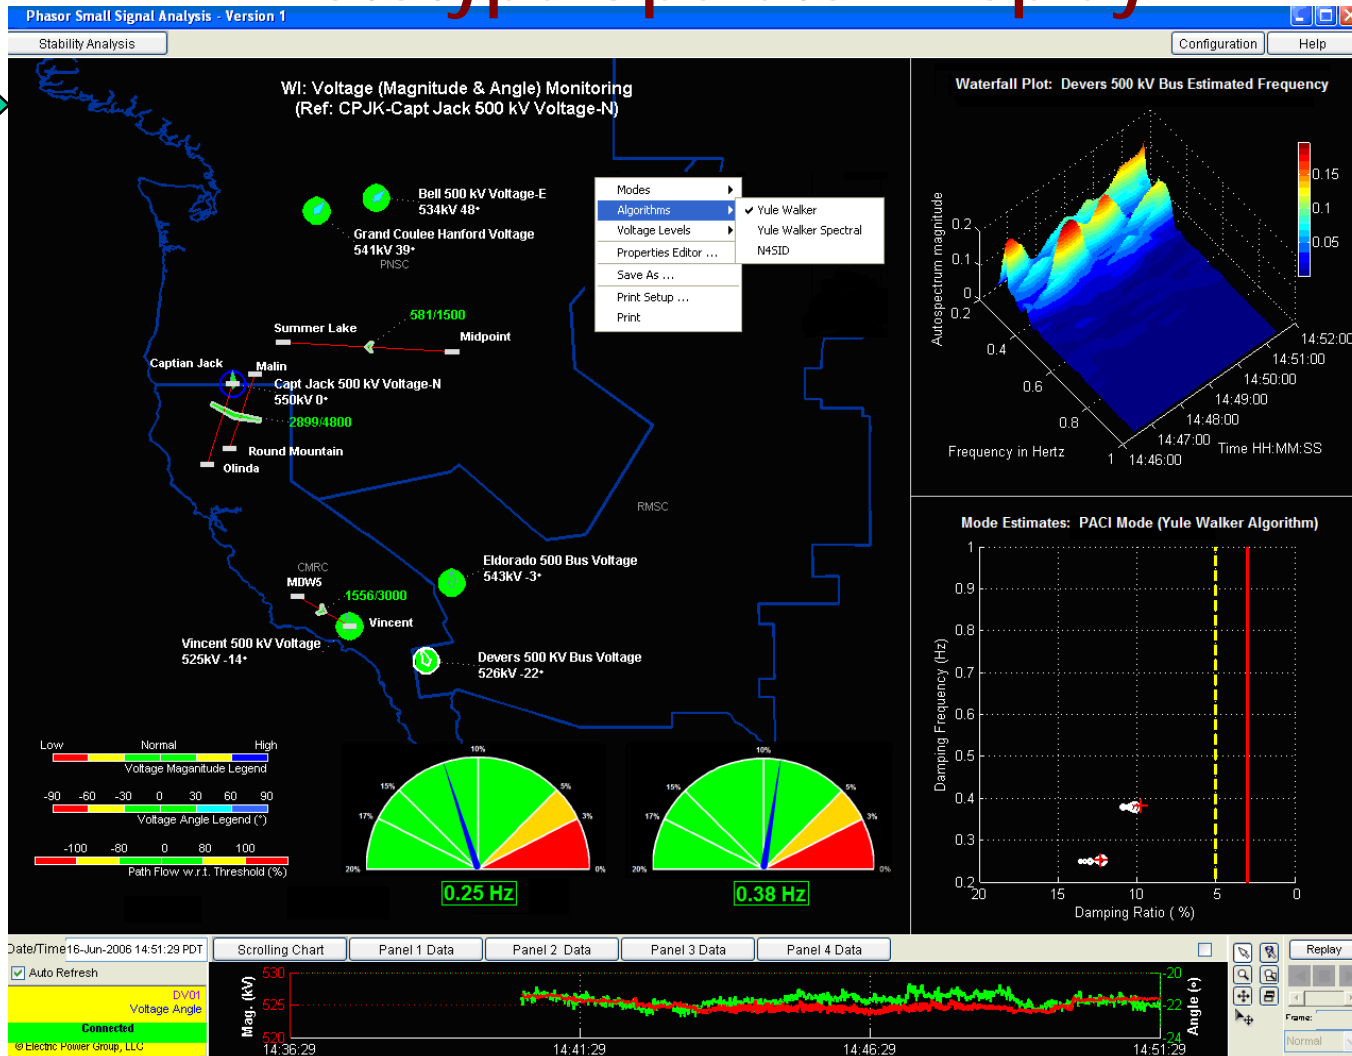 Phasor Small Signal Analysis - Version 1
Stability Analysis
Configuration
Help
WI: Voltage (Magnitude & Angle) Monitoring
(Ref: CPJK-Capt Jack 500 kV Voltage-N)
Bell 500 kV Voltage-E
534kV 48°
Grand Coulee Hanford Voltage
541kV 39°
PNSC
Modes
Algorithms
Voltage Levels
Properties Editor ...
Save As ...
Print Setup ...
Print
Yule Walker
Yule Walker Spectral
N4SID
581/1500
Summer Lake
Midpoint
Captian Jack
Malin
Capt Jack 500 kV Voltage-N
550kV 0°
2899/4800
Round Mountain
Olinda
RMSC
Eldorado 500 Bus Voltage
543kV -3°
CMRC
MDW5
1556/3000
Vincent
Vincent 500 kV Voltage
525kV -14°
Devers 500 KV Bus Voltage
526kV -22°
Low Normal High
Voltage Maganitude Legend
-90 -60 -30 0 30 60 90
Voltage Angle Legend (°)
-100 -80 0 80 100
Path Flow w.r.t. Threshold (%)
20% 17% 15% 10% 5% 3% 0%
0.25 Hz
20% 17% 15% 10% 5% 3% 0%
0.38 Hz
Waterfall Plot: Devers 500 kV Bus Estimated Frequency
Autospectrum magnitude
0.2
0.1
0
0.2
0.4
0.6
0.8
1
Frequency in Hertz
14:46:00
14:47:00
14:48:00
14:49:00
14:50:00
14:51:00
14:52:00
Time HH:MM:SS
0.15
0.1
0.05
Mode Estimates: PACI Mode (Yule Walker Algorithm)
Damping Frequency (Hz)
1
0.9
0.8
0.7
0.6
0.5
0.4
0.3
0.2
20 15 10 5 0
Damping Ratio ( %)
Date/Time 16-Jun-2006 14:51:29 PDT
Scrolling Chart
Panel 1 Data
Panel 2 Data
Panel 3 Data
Panel 4 Data
Replay
Auto Refresh
DV01
Voltage Angle
Connected
© Electric Power Group, LLC
Mag. (kV)
530
525
520
14:36:29 14:41:29 14:46:29 14:51:29
-20
-22
-24
Angle (°)
Frame:
Normal